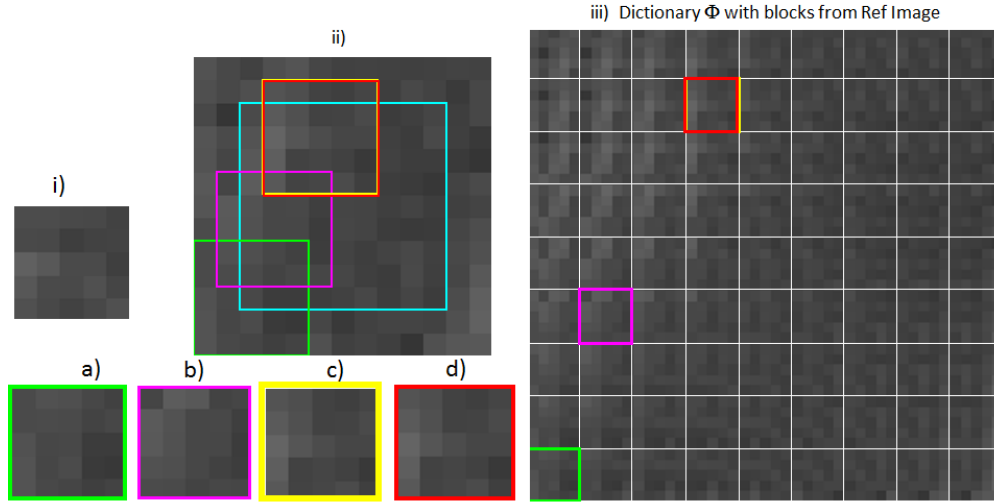 iii) Dictionary Φ with blocks from Ref Image
ii)
i)
a)
b)
c)
d)